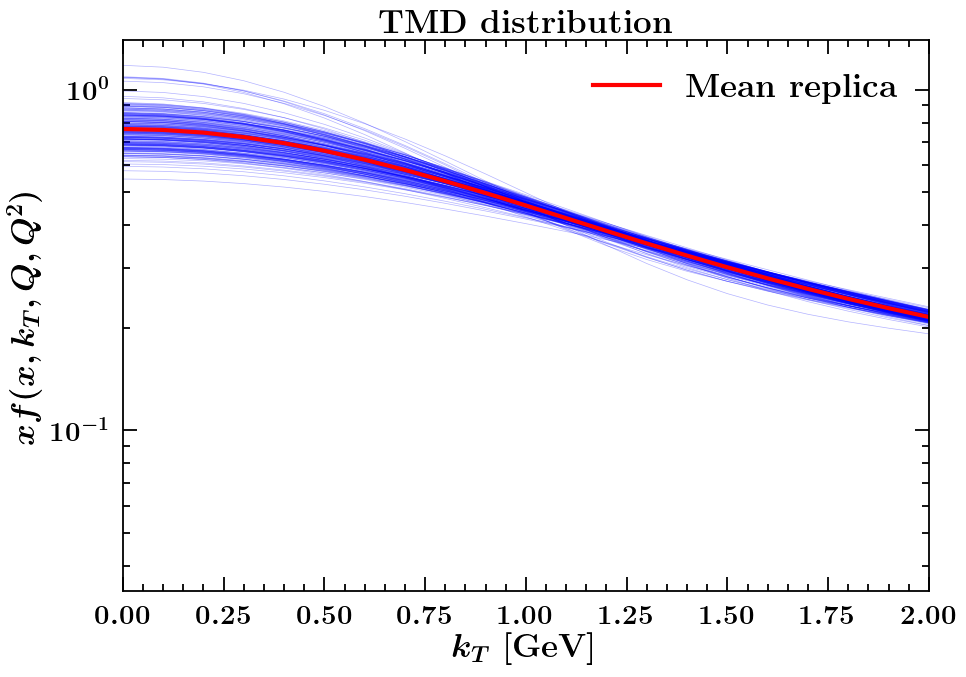 TMD distribution
Mean replica
xf(x, k_T, Q, Q^2)
10^0
10^{-1}
0.00 0.25 0.50 0.75 1.00 1.25 1.50 1.75 2.00
k_T [GeV]